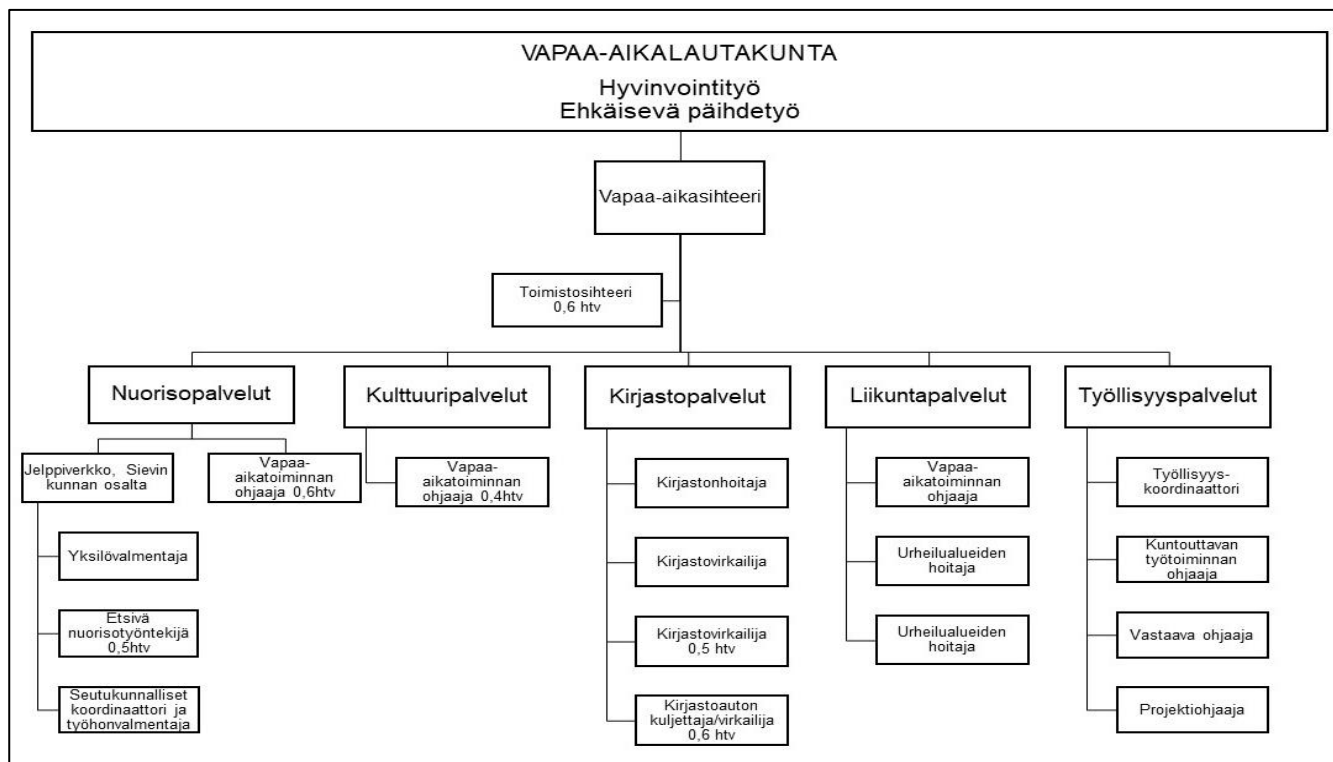 VAPAA-AIKALAUTAKUNTA
Hyvinvointityö
Ehkäisevä päihdetyö
Vapaa-aikasihteeri
Toimistosihteeri
0,6 htv
Nuorisopalvelut
Kulttuuripalvelut
Kirjastopalvelut
Liikuntapalvelut
Työllisyyspalvelut
Jelppiverkko, Sievin
kunnan osalta
Vapaa-
aikatoiminnan
ohjaaja 0,6htv
Yksilövalmentaja
Etsivä
nuorisotyöntekijä
0,5htv
Seutukunnalliset
koordinaattori ja
työhonvalmentaja
Vapaa-
aikatoiminnan
ohjaaja 0,4htv
Kirjastonhoitaja
Kirjastovirkailija
Kirjastovirkailija
0,5 htv
Kirjastoauton
kuljettaja/virkailija
0,6 htv
Vapaa-
aikatoiminnan
ohjaaja
Urheilualueiden
hoitaja
Urheilualueiden
hoitaja
Työllisyys-
koordinaattori
Kuntouttavan
työtoiminnan
ohjaaja
Vastaava ohjaaja
Projektiohjaaja